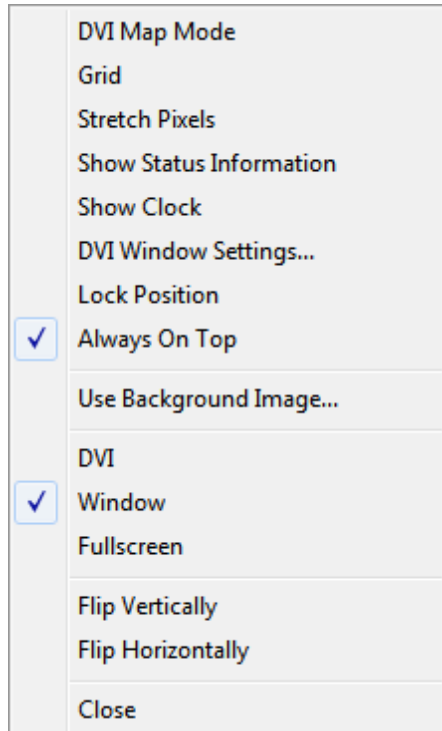 DVI Map Mode
Grid
Stretch Pixels
Show Status Information
Show Clock
DVI Window Settings...
Lock Position
Always On Top
Use Background Image...
DVI
Window
Fullscreen
Flip Vertically
Flip Horizontally
Close